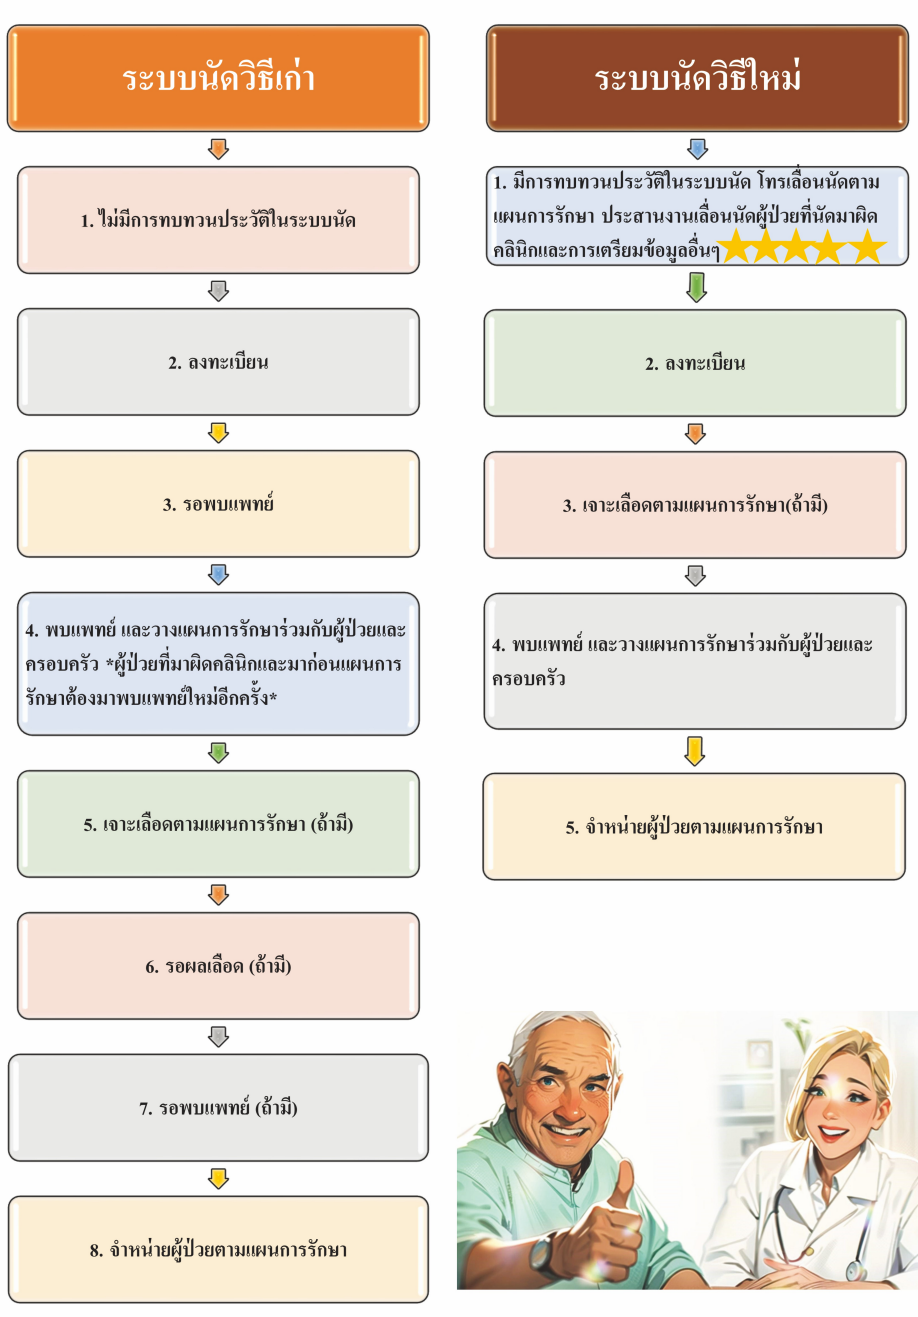 ระบบนัดวิธีเก่า
1. ไม่มีการทบทวนประวัติในระบบนัด
2. ลงทะเบียน
3. รอพบแพทย์
4. พบแพทย์ และวางแผนการรักษาร่วมกับผู้ป่วยและ
ครอบครัว *ผู้ป่วยที่มาผิดคลินิกและมาก่อนแผนการ
รักษาต้องมาพบแพทย์ใหม่อีกครั้ง*
5. เจาะเลือดตามแผนการรักษา (ถ้ามี)
6. รอผลเลือด (ถ้ามี)
7. รอพบแพทย์ (ถ้ามี)
8. จำหน่ายผู้ป่วยตามแผนการรักษา
ระบบนัดวิธีใหม่
1. มีการทบทวนประวัติในระบบนัด โทรเลื่อนนัดตาม
แผนการรักษา ประสานงานเลื่อนนัดผู้ป่วยที่นัดมาผิด
คลินิกและการเตรียมข้อมูลอื่นๆ
2. ลงทะเบียน
3. เจาะเลือดตามแผนการรักษา(ถ้ามี)
4. พบแพทย์ และวางแผนการรักษาร่วมกับผู้ป่วยและ
ครอบครัว
5. จำหน่ายผู้ป่วยตามแผนการรักษา